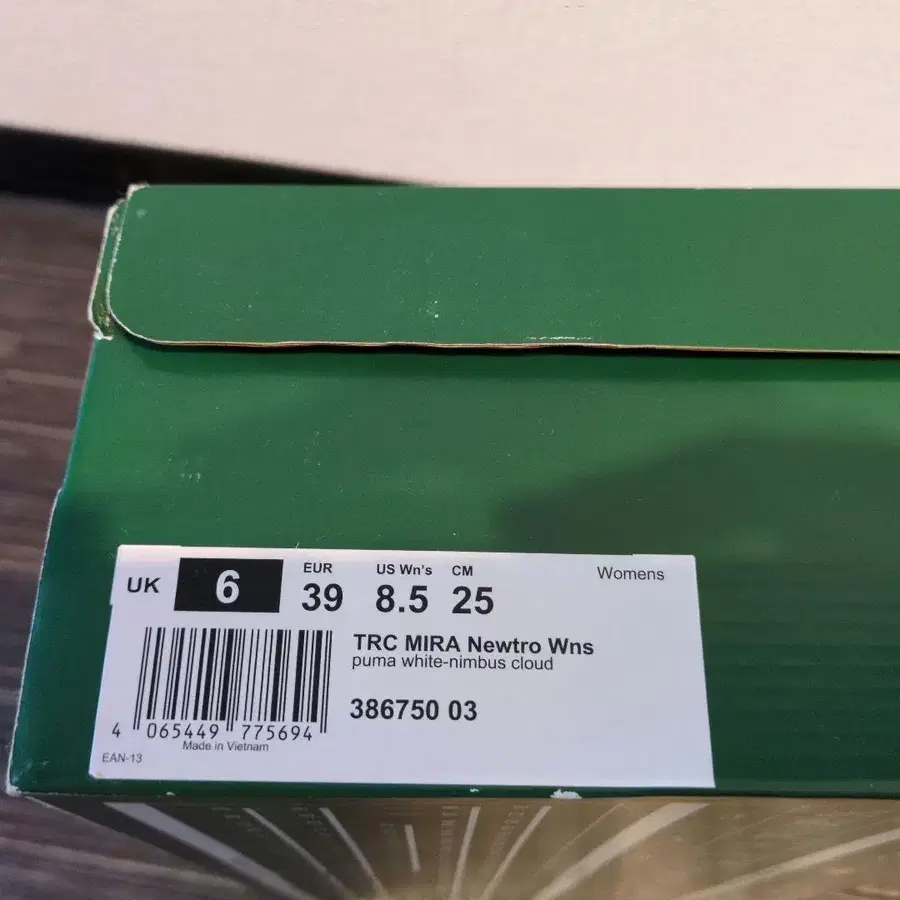 UK 6 EUR 39 US Wn's 8.5 CM 25 Womens
TRC MIRA Newtro Wns
puma white-nimbus cloud
386750 03
4 065449 775694
Made in Vietnam
EAN-13